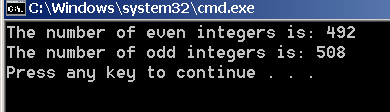 C:\Windows\system32\cmd.exe
The number of even integers is: 492
The number of odd integers is: 508
Press any key to continue . . .